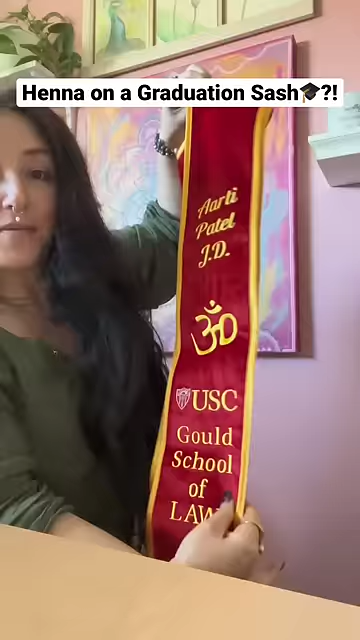 Henna on a Graduation Sash🎓?!
Aarti
Patel
J.D.
ॐ
USC
Gould
School
of
LAW